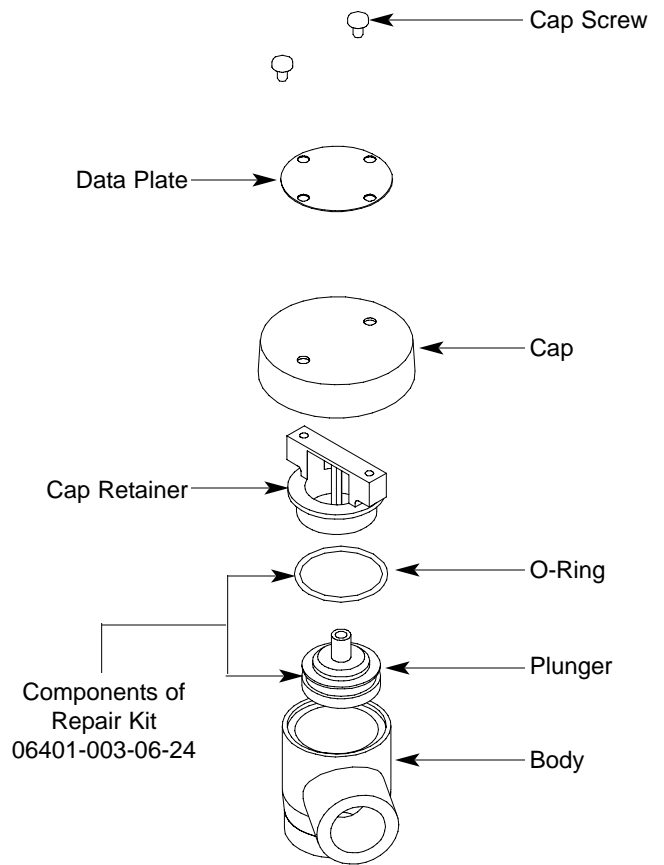 Cap Screw
Data Plate
Cap
Cap Retainer
O-Ring
Plunger
Components of
Repair Kit
06401-003-06-24
Body